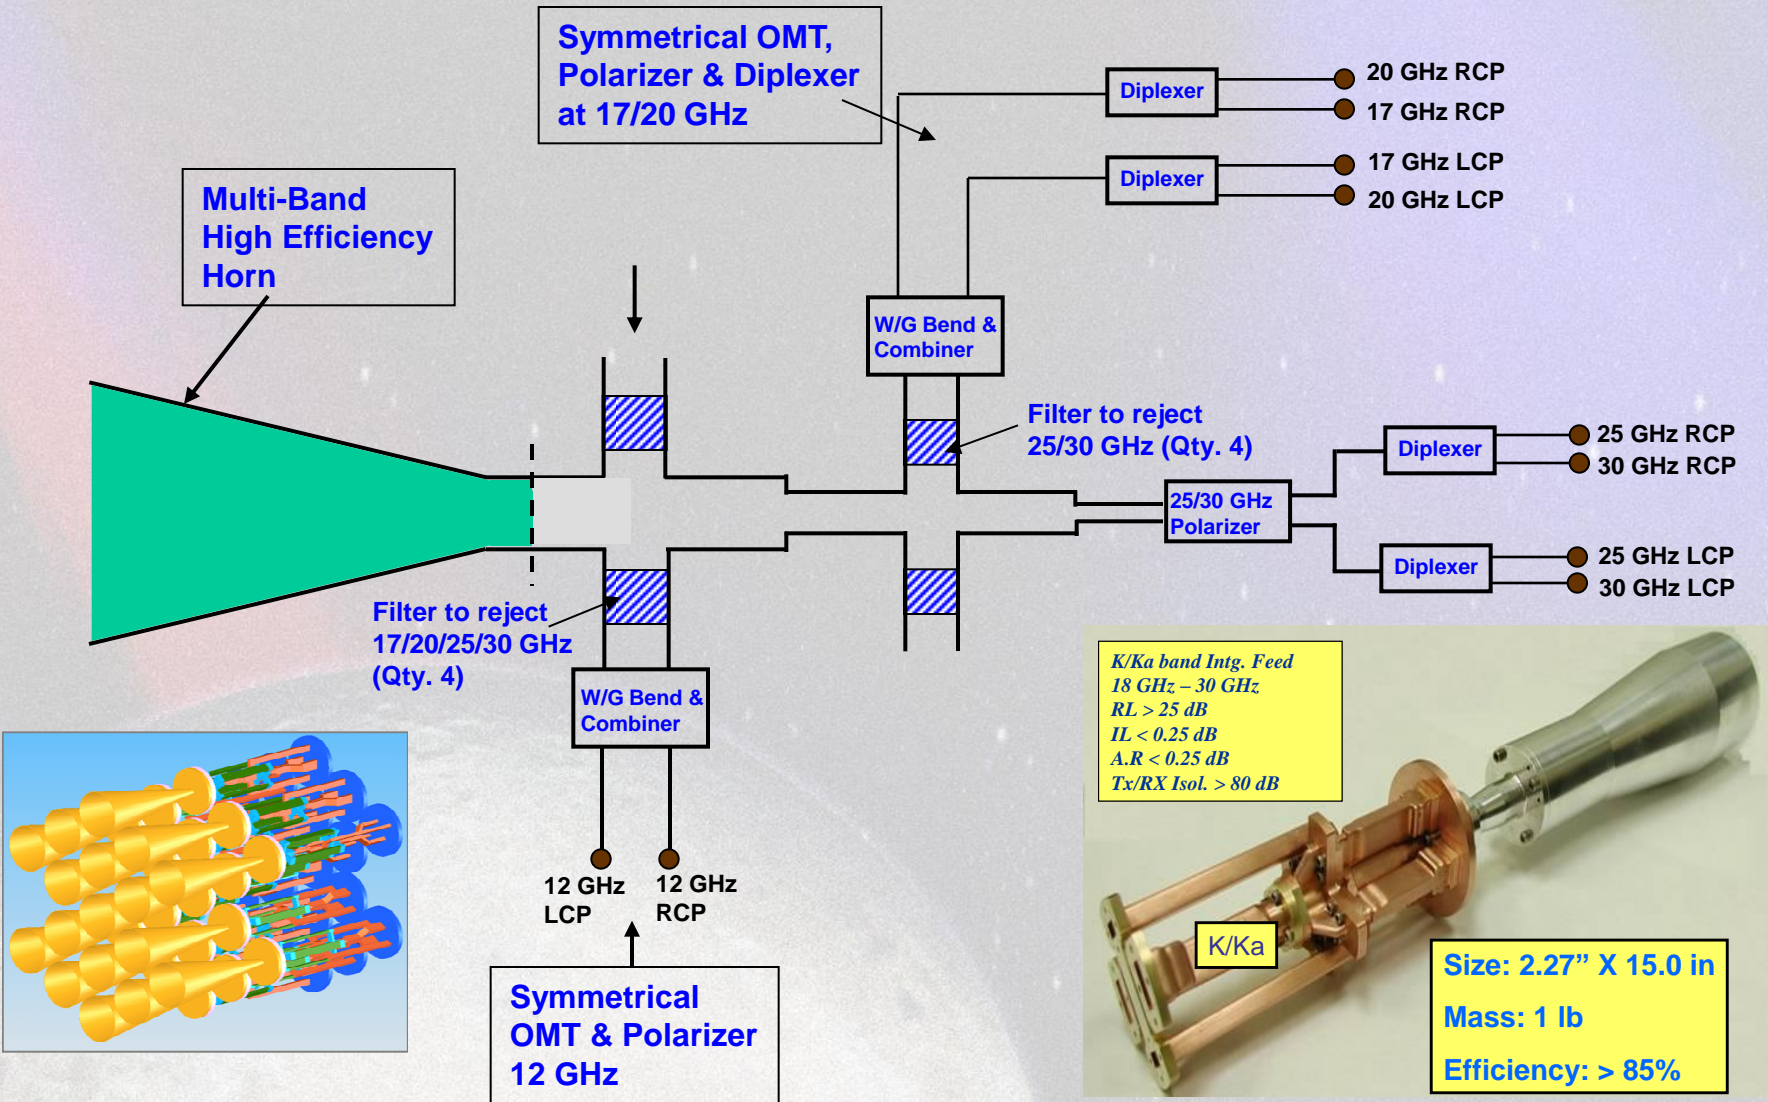 Symmetrical OMT,
Polarizer & Diplexer
at 17/20 GHz
Diplexer
20 GHz RCP
17 GHz RCP
Diplexer
17 GHz LCP
20 GHz LCP
Multi-Band
High Efficiency
Horn
W/G Bend &
Combiner
Filter to reject
25/30 GHz (Qty. 4)
Diplexer
25 GHz RCP
30 GHz RCP
25/30 GHz
Polarizer
Diplexer
25 GHz LCP
30 GHz LCP
Filter to reject
17/20/25/30 GHz
(Qty. 4)
W/G Bend &
Combiner
12 GHz
LCP
12 GHz
RCP
Symmetrical
OMT & Polarizer
12 GHz
K/Ka band Intg. Feed
18 GHz – 30 GHz
RL > 25 dB
IL < 0.25 dB
A.R < 0.25 dB
Tx/RX Isol. > 80 dB
K/Ka
Size: 2.27” X 15.0 in
Mass: 1 lb
Efficiency: > 85%